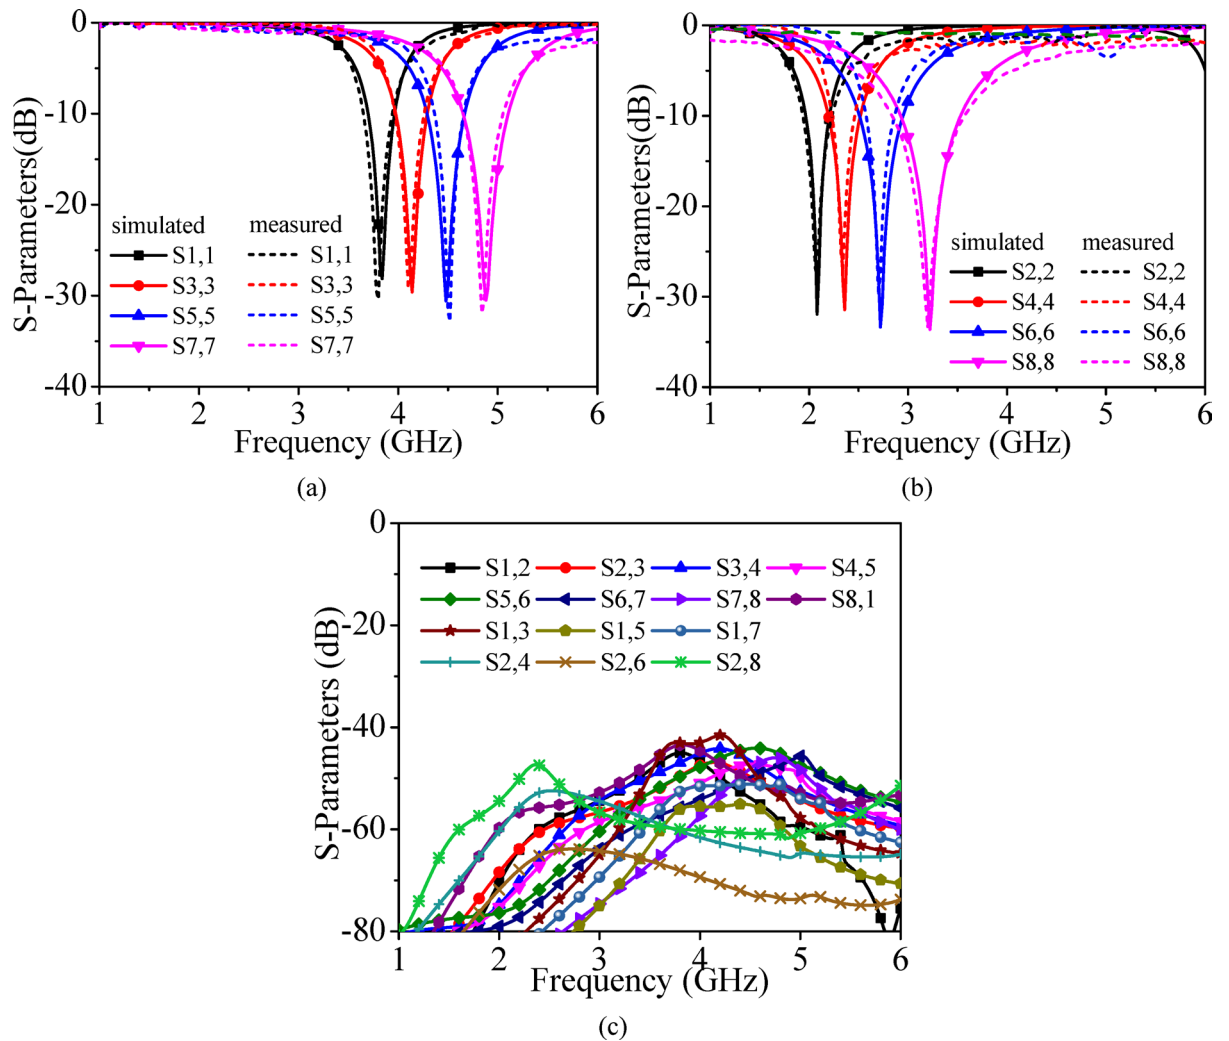 0
-10
-20
-30
-40
S-Parameters(dB)
simulated measured
S1,1 S1,1
S3,3 S3,3
S5,5 S5,5
S7,7 S7,7
1 2 3 4 5 6
Frequency (GHz)
(a)
0
-10
-20
-30
-40
S-Parameters(dB)
simulated measured
S2,2 S2,2
S4,4 S4,4
S6,6 S6,6
S8,8 S8,8
1 2 3 4 5 6
Frequency (GHz)
(b)
0
-20
-40
-60
-80
S-Parameters (dB)
S1,2 S2,3 S3,4 S4,5
S5,6 S6,7 S7,8 S8,1
S1,3 S1,5 S1,7
S2,4 S2,6 S2,8
1 2 3 4 5 6
Frequency (GHz)
(c)